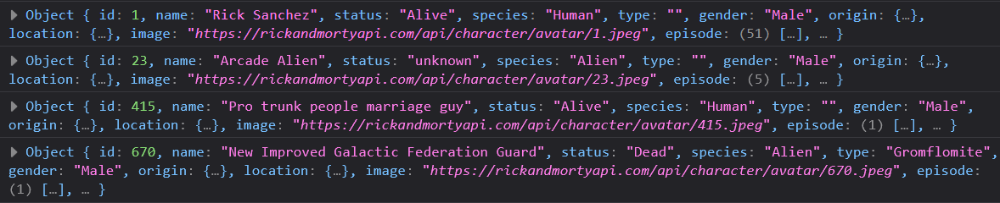 Object { id: 1, name: "Rick Sanchez", status: "Alive", species: "Human", type: "", gender: "Male", origin: {…},
location: {…}, image: "https://rickandmortyapi.com/api/character/avatar/1.jpeg", episode: (51) […], … }
Object { id: 23, name: "Arcade Alien", status: "unknown", species: "Alien", type: "", gender: "Male", origin: {…},
location: {…}, image: "https://rickandmortyapi.com/api/character/avatar/23.jpeg", episode: (5) […], … }
Object { id: 415, name: "Pro trunk people marriage guy", status: "Alive", species: "Human", type: "", gender: "Male",
origin: {…}, location: {…}, image: "https://rickandmortyapi.com/api/character/avatar/415.jpeg", episode: (1) […], … }
Object { id: 670, name: "New Improved Galactic Federation Guard", status: "Dead", species: "Alien", type: "Gromflomite",
gender: "Male", origin: {…}, location: {…}, image: "https://rickandmortyapi.com/api/character/avatar/670.jpeg", episode:
(1) […], … }